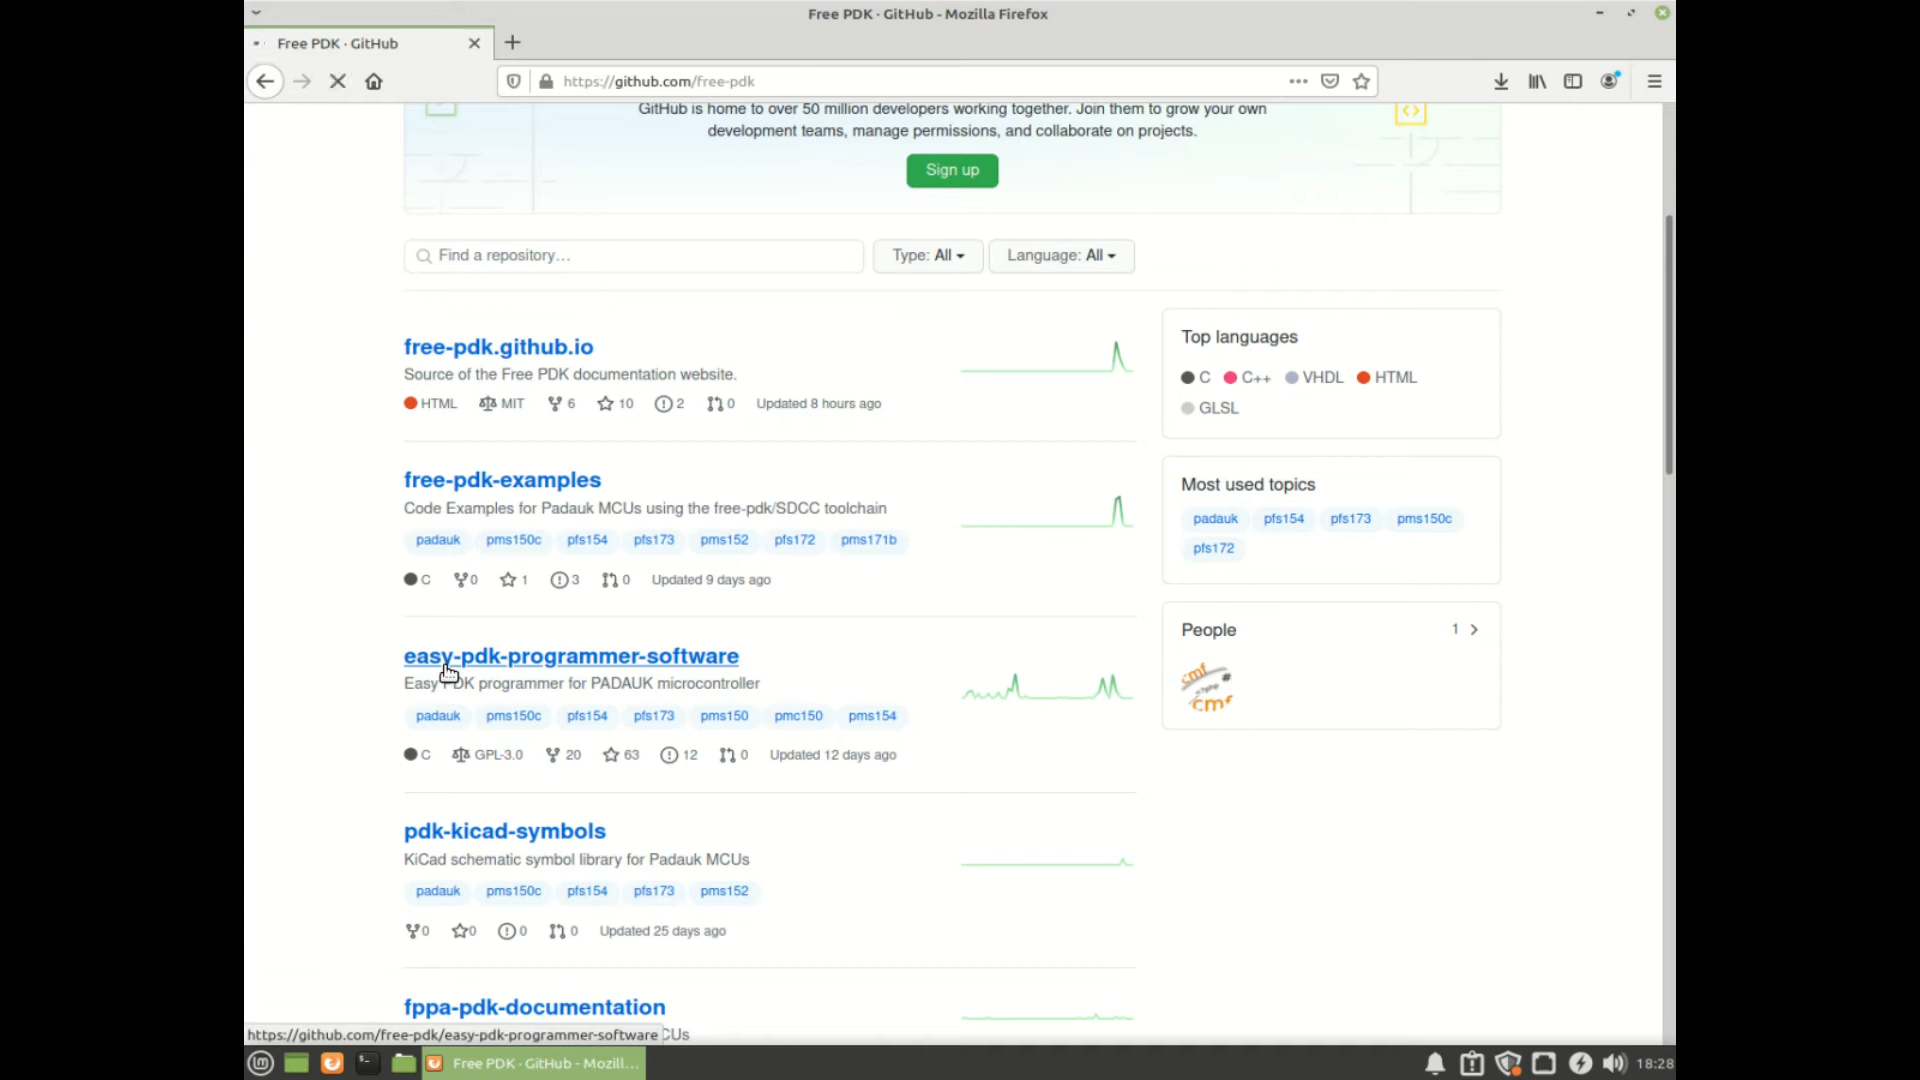 Free PDK · GitHub - Mozilla Firefox
Free PDK · GitHub
https://github.com/free-pdk
GitHub is home to over 50 million developers working together. Join them to grow your own
development teams, manage permissions, and collaborate on projects.
Sign up
Find a repository…
Type: All
Language: All
free-pdk.github.io
Source of the Free PDK documentation website.
HTML MIT 6 10 2 0 Updated 8 hours ago
free-pdk-examples
Code Examples for Padauk MCUs using the free-pdk/SDCC toolchain
padauk pms150c pfs154 pfs173 pms152 pfs172 pms171b
C 0 1 3 0 Updated 9 days ago
easy-pdk-programmer-software
Easy PDK programmer for PADAUK microcontroller
padauk pms150c pfs154 pfs173 pms150 pmc150 pms154
C GPL-3.0 20 63 12 0 Updated 12 days ago
pdk-kicad-symbols
KiCad schematic symbol library for Padauk MCUs
padauk pms150c pfs154 pfs173 pms152
0 0 0 0 Updated 25 days ago
fppa-pdk-documentation
CUs
Top languages
C C++ VHDL HTML
GLSL
Most used topics
padauk pfs154 pfs173 pms150c
pfs172
People 1
cmf #
cmf
https://github.com/free-pdk/easy-pdk-programmer-software
Free PDK · GitHub - Mozill...
18:28